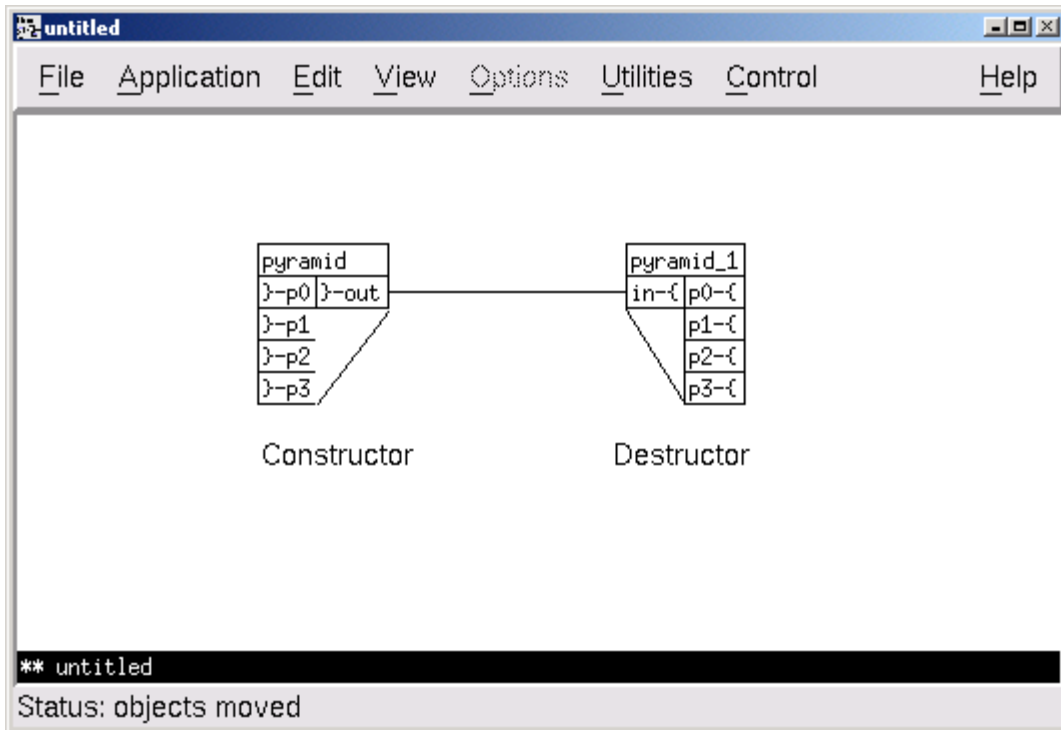 untitled
File Application Edit View Options Utilities Control Help
pyramid
}-p0 }-out
}-p1
}-p2
}-p3
pyramid_1
in-{ p0-{
p1-{
p2-{
p3-{
Constructor
Destructor
** untitled
Status: objects moved